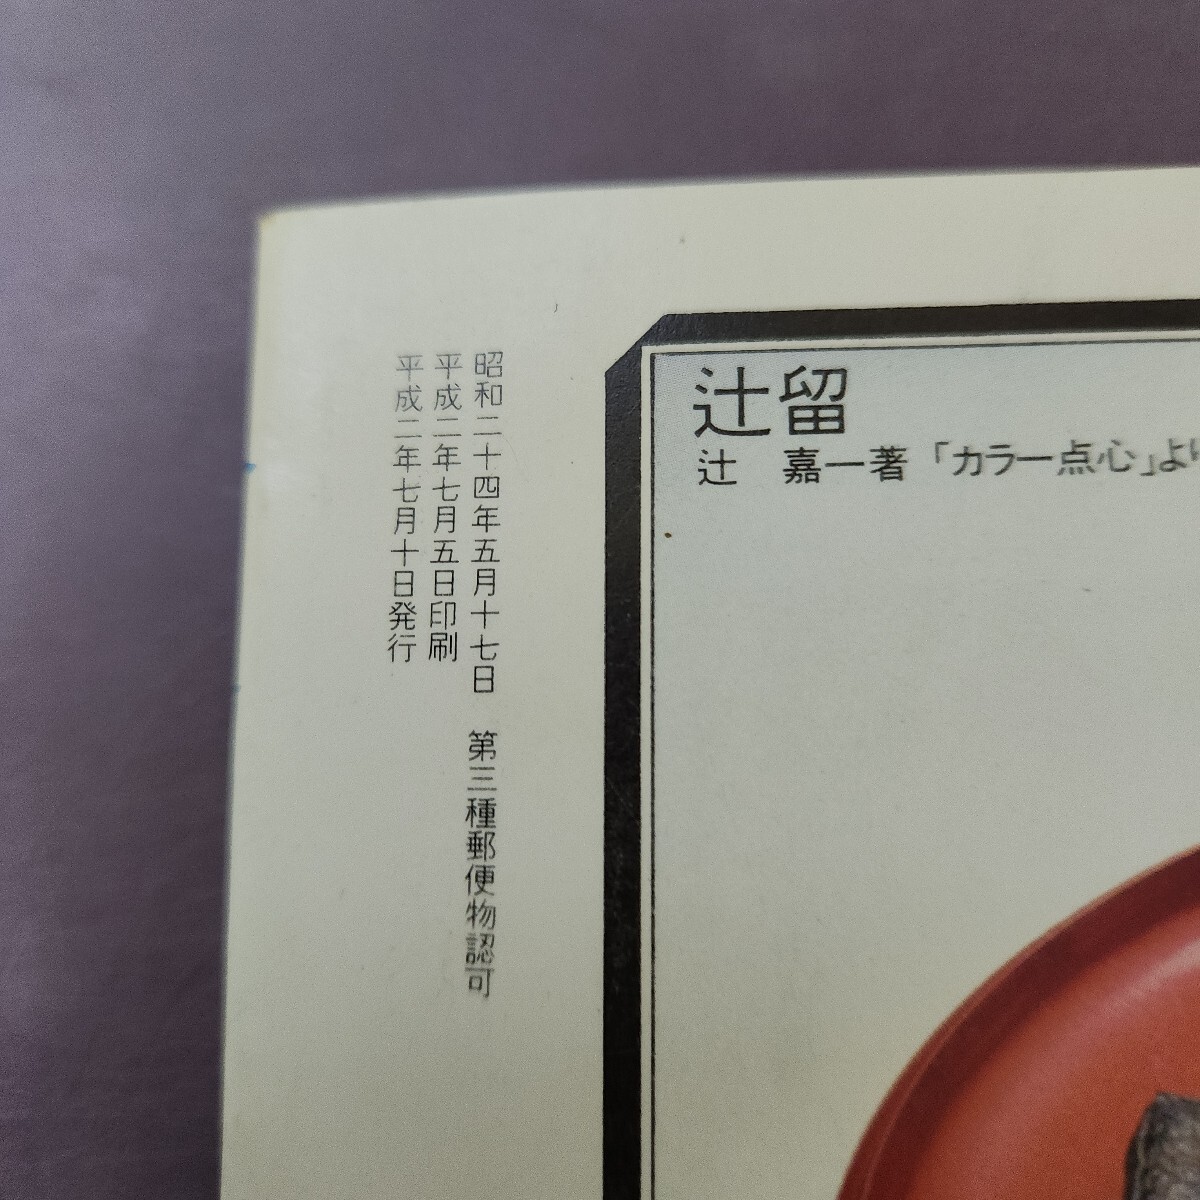 昭和二十四年五月十七日　第三種郵便物認可
平成二年七月五日印刷
平成二年七月十日発行
辻留
辻　嘉一著「カラー点心」より